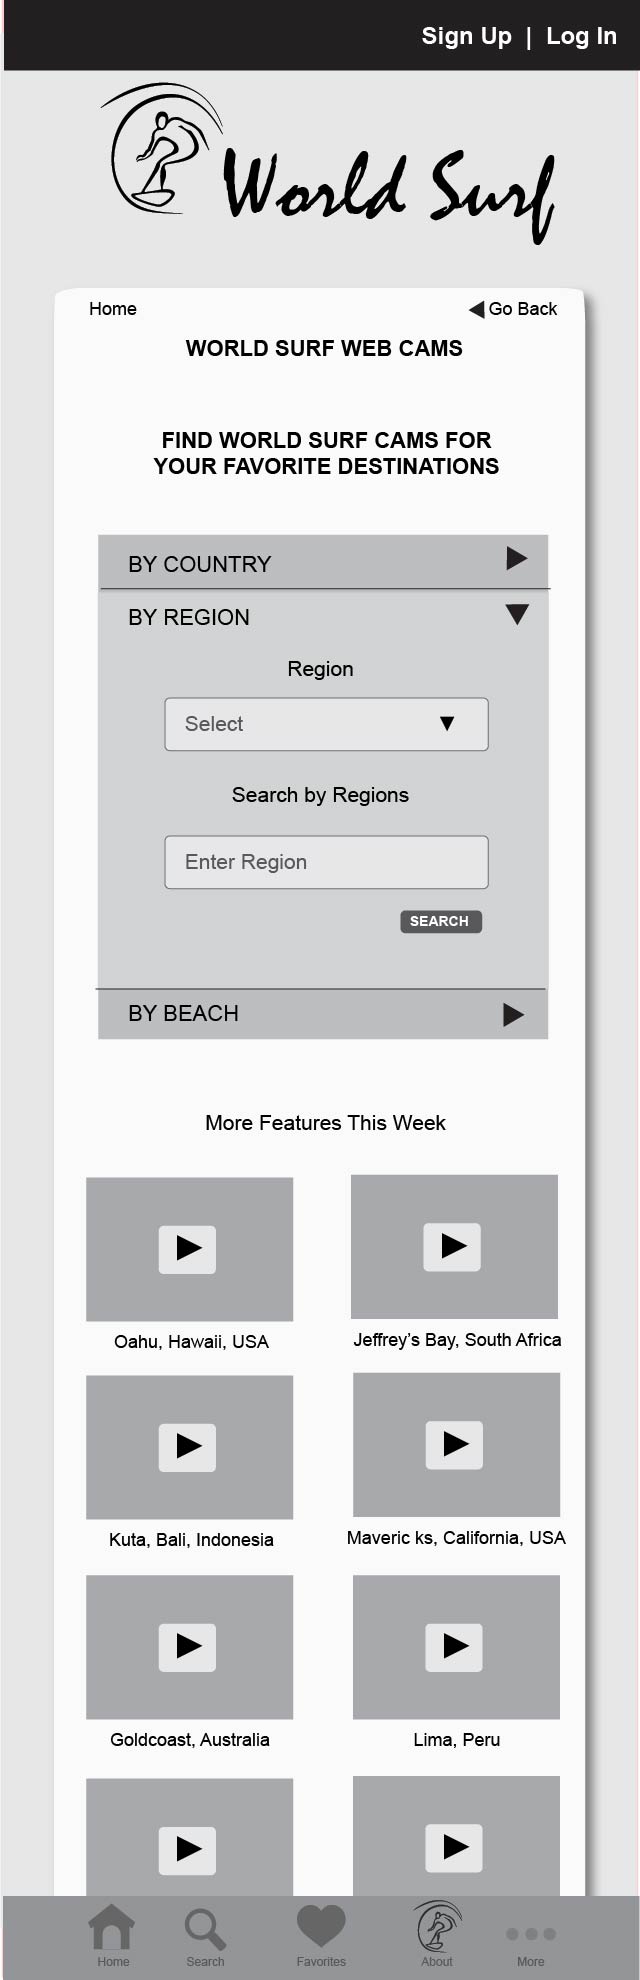 Sign Up | Log In
World Surf
Home
Go Back
WORLD SURF WEB CAMS
FIND WORLD SURF CAMS FOR
YOUR FAVORITE DESTINATIONS
BY COUNTRY
BY REGION
Region
Select
Search by Regions
Enter Region
SEARCH
BY BEACH
More Features This Week
Oahu, Hawaii, USA
Jeffrey’s Bay, South Africa
Kuta, Bali, Indonesia
Maveric ks, California, USA
Goldcoast, Australia
Lima, Peru
Home
Search
Favorites
About
More